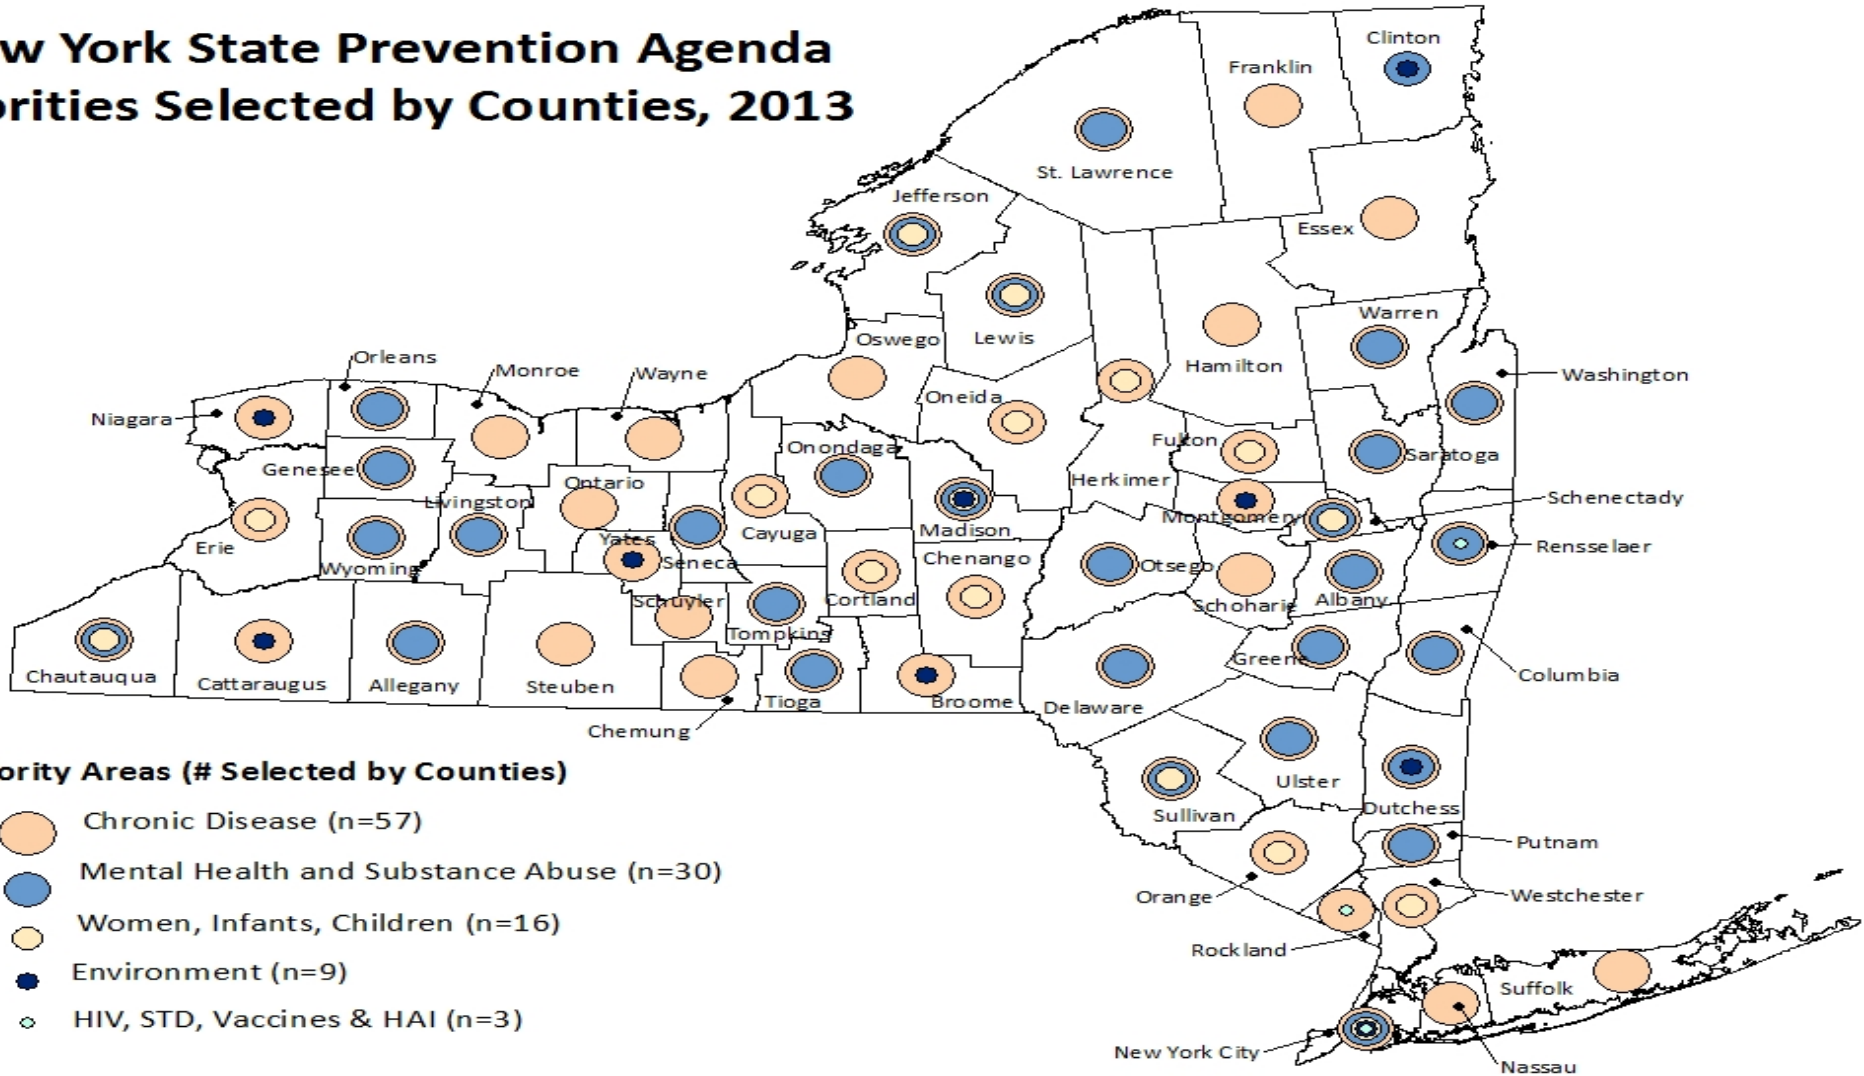 w York State Prevention Agenda
orities Selected by Counties, 2013
Clinton
Franklin
St. Lawrence
Jefferson
Essex
Warren
Oswego
Lewis
Hamilton
Orleans
Monroe
Wayne
Washington
Oneida
Niagara
Fulton
Onondaga
Saratoga
Genesee
Ontario
Herkimer
Livingston
Schenectady
Montgomery
Madison
Cayuga
Yates
Erie
Rensselaer
Chenango
Seneca
Otsego
Wyoming
Schuyler
Cortland
Albany
Schoharie
Tompkins
Greene
Chautauqua
Cattaraugus
Allegany
Steuben
Columbia
Tioga
Broome
Delaware
Chemung
Ulster
Sullivan
Dutchess
Putnam
Orange
Westchester
Rockland
Suffolk
New York City
Nassau
ority Areas (# Selected by Counties)
Chronic Disease (n=57)
Mental Health and Substance Abuse (n=30)
Women, Infants, Children (n=16)
Environment (n=9)
HIV, STD, Vaccines & HAI (n=3)